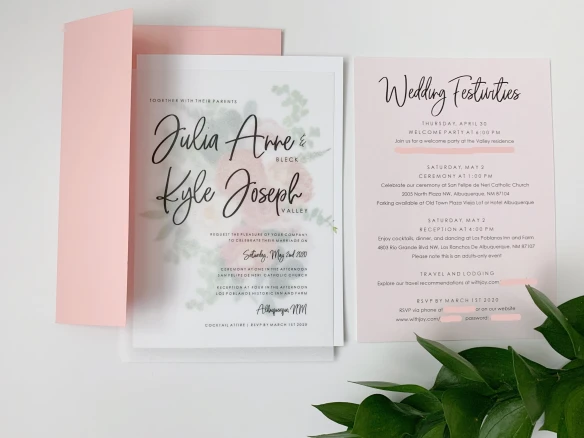 TOGETHER WITH THEIR PARENTS
Julia Anne &
BLECK
Kyle Joseph
VALLEY
REQUEST THE PLEASURE OF YOUR COMPANY
TO CELEBRATE THEIR MARRIAGE ON
Saturday, May 2nd 2020
CEREMONY AT ONE IN THE AFTERNOON
SAN FELIPE DE NERI CATHOLIC CHURCH
RECEPTION AT FOUR IN THE AFTERNOON
LOS POBLANOS HISTORIC INN AND FARM
Albuquerque, NM
COCKTAIL ATTIRE | RSVP BY MARCH 1ST 2020
Wedding Festivities
THURSDAY, APRIL 30
WELCOME PARTY AT 6:00 PM
Join us for a welcome party at the Valley residence
SATURDAY, MAY 2
CEREMONY AT 1:00 PM
Celebrate our ceremony at San Felipe de Neri Catholic Church
2005 North Plaza NW, Albuquerque, NM 87104
Parking available at Old Town Plaza Vieja Lot or Hotel Albuquerque
SATURDAY, MAY 2
RECEPTION AT 4:00 PM
Enjoy cocktails, dinner, and dancing at Los Poblanos Inn and Farm
4803 Rio Grande Blvd NW, Los Ranchos De Albuquerque, NM 87107
Please note this is an adults-only event
TRAVEL AND LODGING
Explore our travel recommendations at withjoy.com/
RSVP BY MARCH 1ST 2020
RSVP via phone at or on our website
www.withjoy.com/ password: